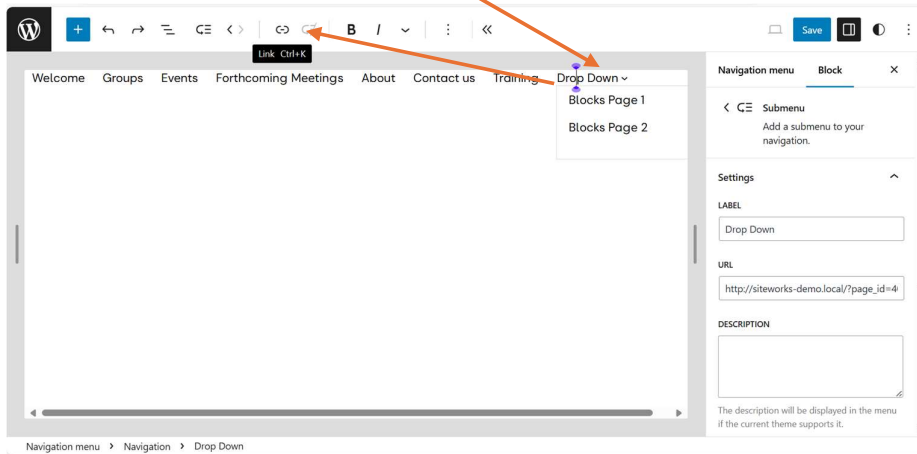 B I
Save
Link Ctrl+K
Welcome Groups Events Forthcoming Meetings About Contact us Training Drop Down
Blocks Page 1
Blocks Page 2
Navigation menu Block
Submenu
Add a submenu to your
navigation.
Settings
LABEL
Drop Down
URL
http://siteworks-demo.local/?page_id=4
DESCRIPTION
The description will be displayed in the menu
if the current theme supports it.
Navigation menu > Navigation > Drop Down